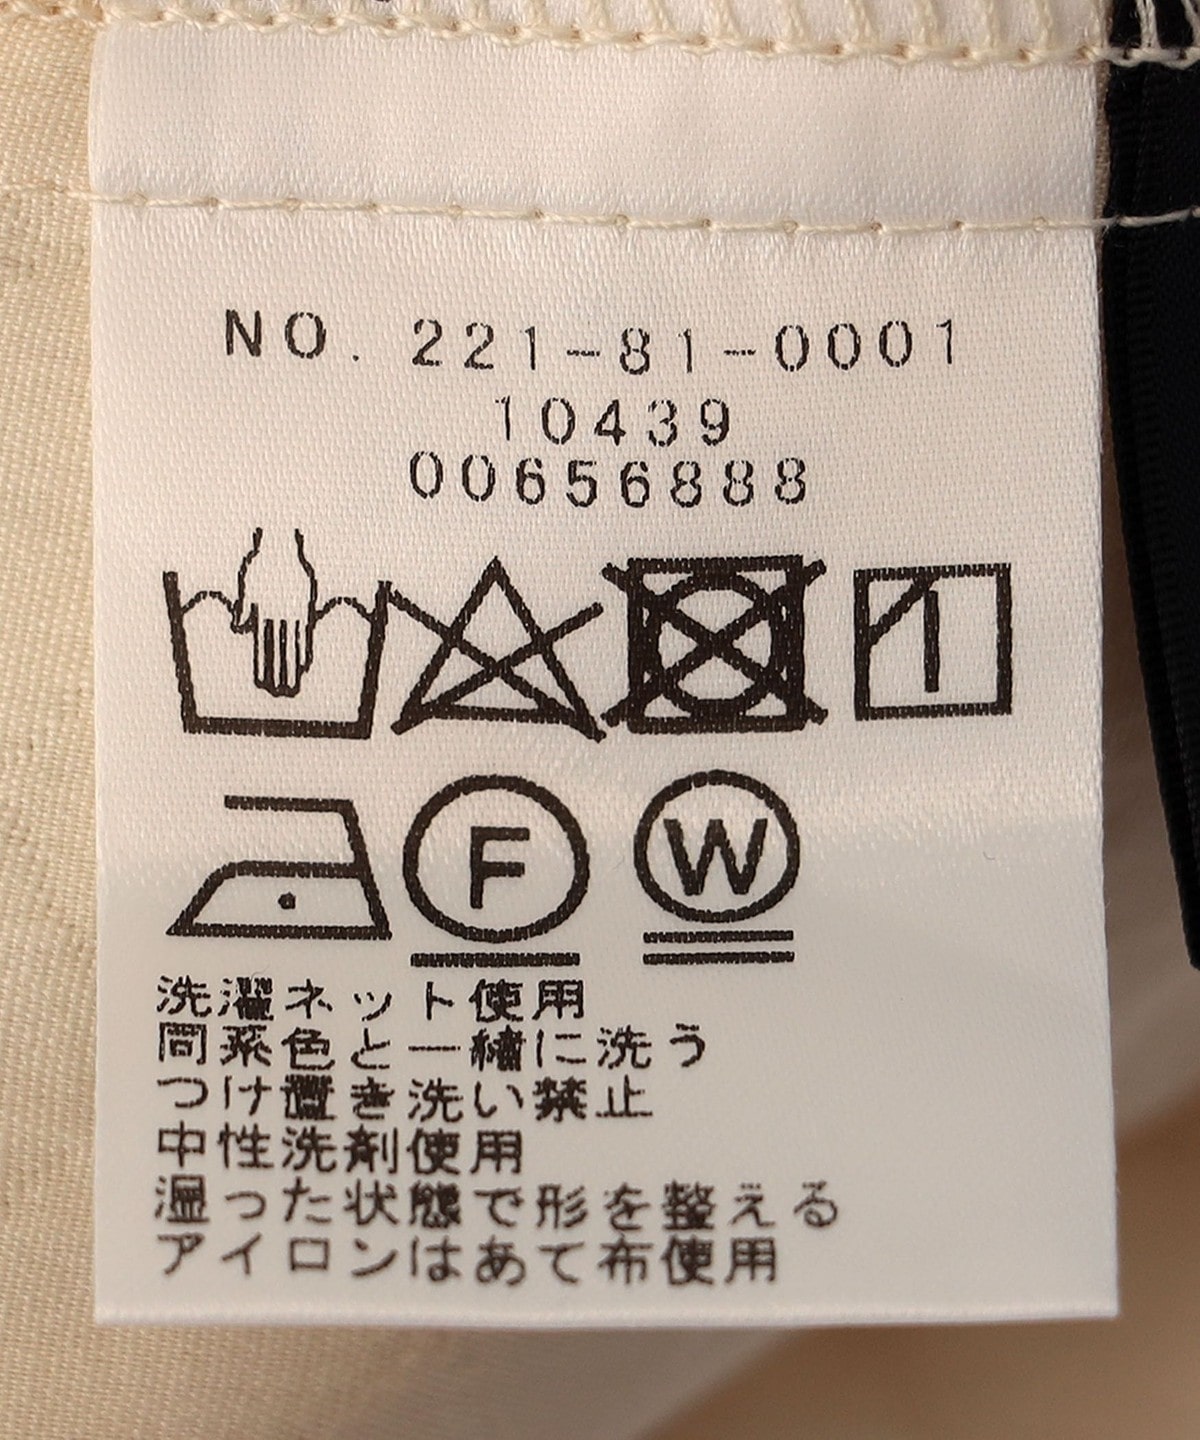 NO. 221-81-0001
10439
00656888
F W
洗濯ネット使用
同系色と一緒に洗う
つけ置き洗い禁止
中性洗剤使用
湿った状態で形を整える
アイロンはあて布使用